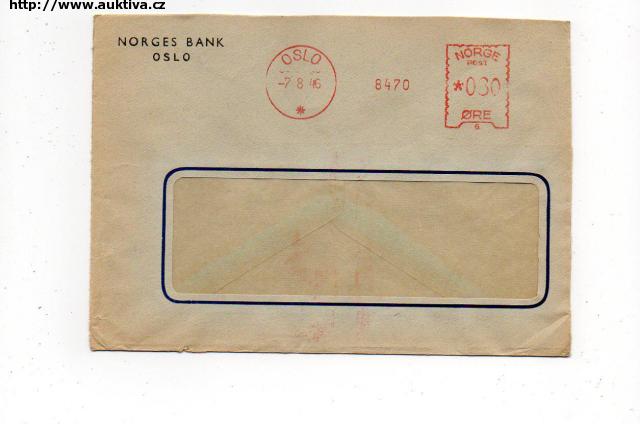 http://www.auktiva.cz
NORGES BANK
OSLO
OSLO
-7.8.46
8470
NORGE
POST
*030
ØRE
6.